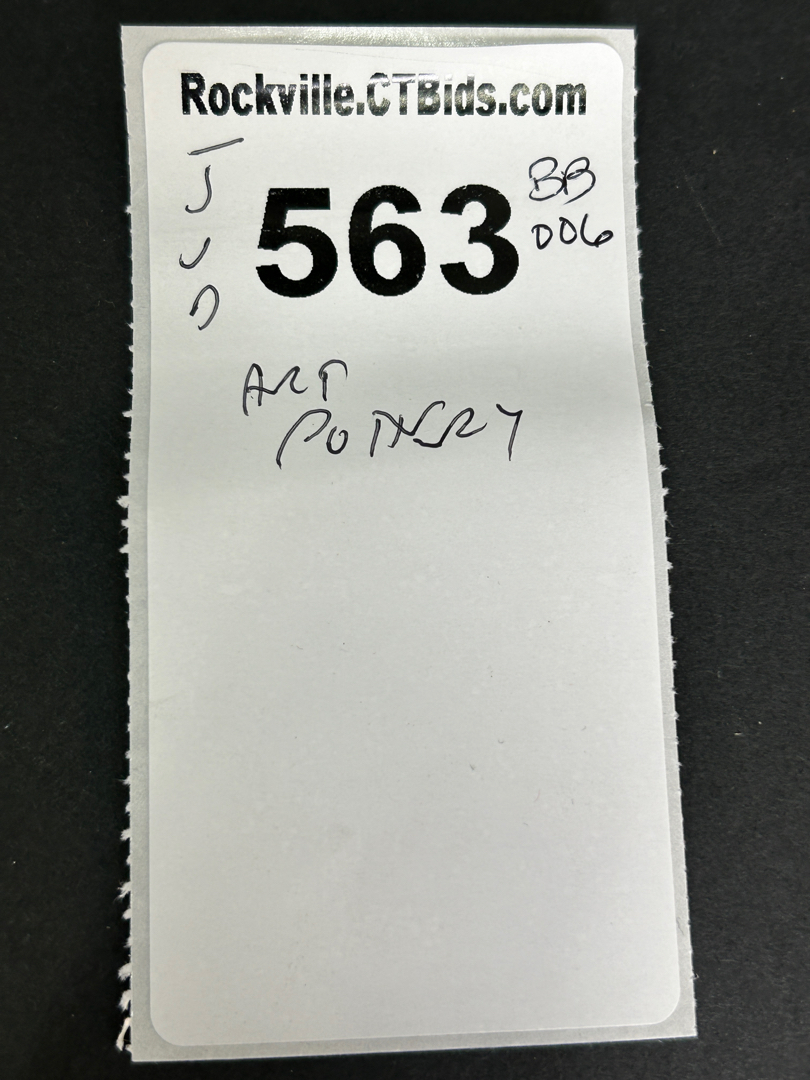 Rockville.CTBids.com
563
BB
006
ART
POTTERY